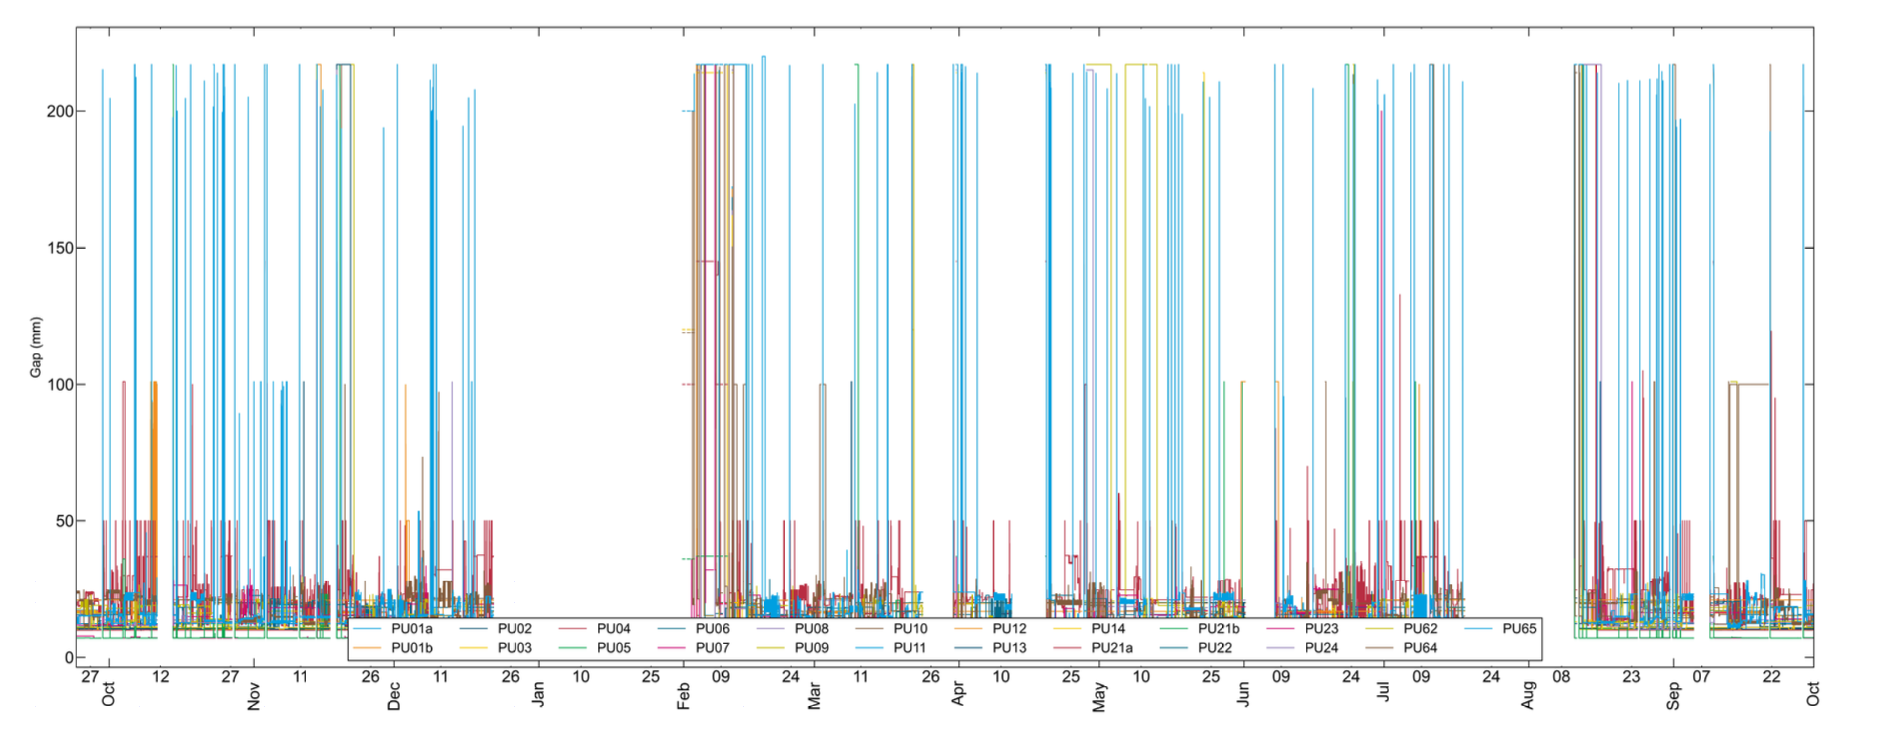 200
150
100
50
0
Gap (mm)
PU01a PU02 PU04 PU06 PU08 PU10 PU12 PU14 PU21b PU23 PU62 PU65
PU01b PU03 PU05 PU07 PU09 PU11 PU13 PU21a PU22 PU24 PU64
27 12 27 11 26 11 26 10 25 09 24 11 26 10 25 10 25 09 24 09 24 08 23 07 22
Oct Nov Dec Jan Feb Mar Apr May Jun Jul Aug Sep Oct